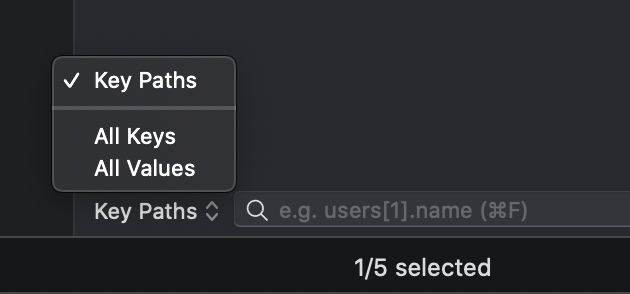 ✓ Key Paths
All Keys
All Values
Key Paths
e.g. users[1].name (⌘F)
1/5 selected